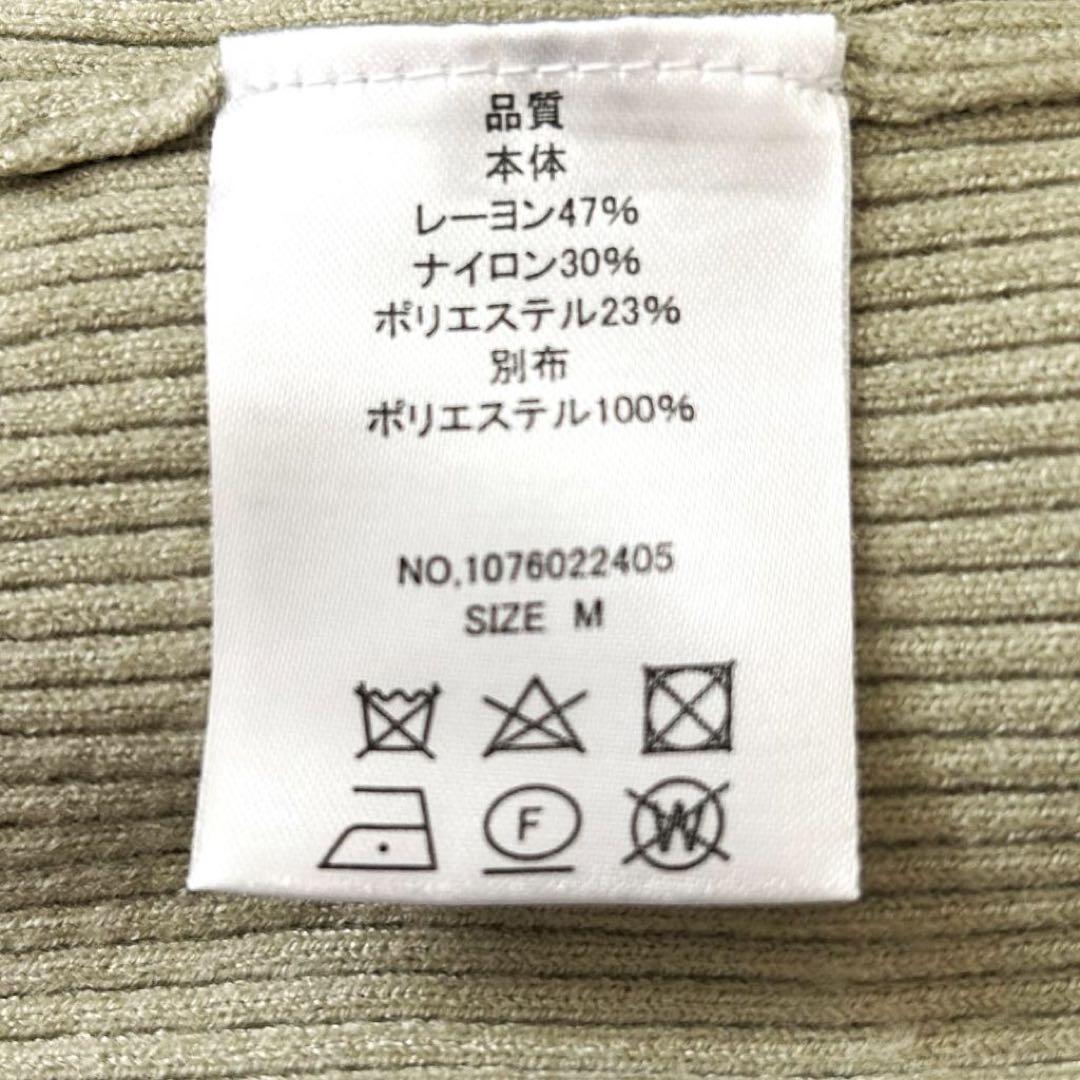 品質
本体
レーヨン47%
ナイロン30%
ポリエステル23%
別布
ポリエステル100%
NO.1076022405
SIZE M
F
W